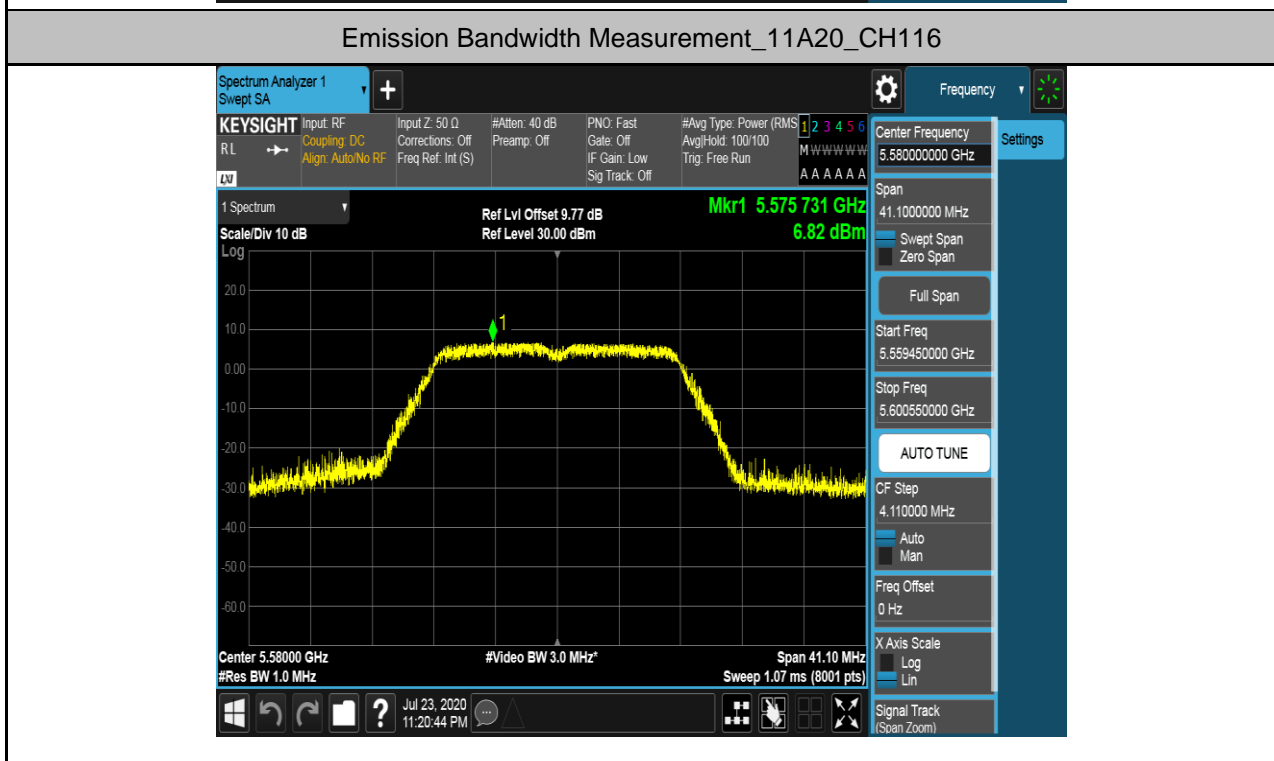 Emission Bandwidth Measurement_11A20_CH116
Spectrum Analyzer 1
Swept SA
Frequency
KEYSIGHT
RL
LXI
Input: RF
Coupling: DC
Align: Auto/No RF
Input Z: 50 Ω
Corrections: Off
Freq Ref: Int (S)
#Atten: 40 dB
Preamp: Off
PNO: Fast
Gate: Off
IF Gain: Low
Sig Track: Off
#Avg Type: Power (RMS
Avg|Hold: 100/100
Trig: Free Run
1 2 3 4 5 6
M W W W W W
A A A A A A
1 Spectrum
Scale/Div 10 dB
Ref Lvl Offset 9.77 dB
Ref Level 30.00 dBm
Mkr1 5.575 731 GHz
6.82 dBm
Log
20.0
10.0
0.00
-10.0
-20.0
-30.0
-40.0
-50.0
-60.0
1
Center 5.58000 GHz
#Res BW 1.0 MHz
#Video BW 3.0 MHz*
Span 41.10 MHz
Sweep 1.07 ms (8001 pts)
Jul 23, 2020
11:20:44 PM
Center Frequency
5.580000000 GHz
Settings
Span
41.1000000 MHz
Swept Span
Zero Span
Full Span
Start Freq
5.559450000 GHz
Stop Freq
5.600550000 GHz
AUTO TUNE
CF Step
4.110000 MHz
Auto
Man
Freq Offset
0 Hz
X Axis Scale
Log
Lin
Signal Track
(Span Zoom)